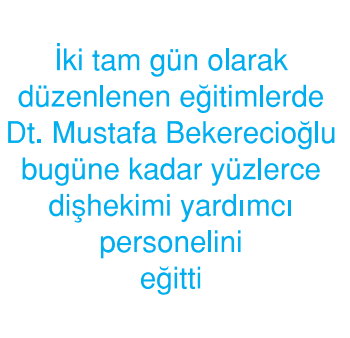 İki tam gün olarak
düzenlenen eğitimlerde
Dt. Mustafa Bekerecioğlu
bugüne kadar yüzlerce
dişhekimi yardımcı
personelini
eğitti